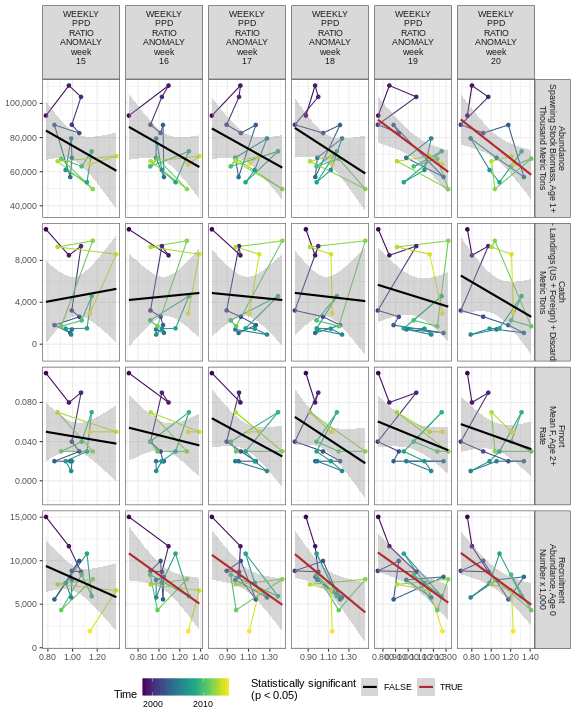 WEEKLY PPD RATIO ANOMALY week 15
WEEKLY PPD RATIO ANOMALY week 16
WEEKLY PPD RATIO ANOMALY week 17
WEEKLY PPD RATIO ANOMALY week 18
WEEKLY PPD RATIO ANOMALY week 19
WEEKLY PPD RATIO ANOMALY week 20
100,000
80,000
60,000
40,000
Abundance
Spawning Stock Biomass, Age 1+
Thousand Metric Tons
8,000
4,000
0
Catch
- Landings (US + Foreign) + Discard
Metric Tons
0.080
0.040
0.000
Fmort
Mean F, Age 2+
Rate
15,000
10,000
5,000
0
Recruitment
Abundance, Age 0
Number x 1,000
0.80 1.00 1.20
0.80 1.00 1.20 1.40
0.90 1.10 1.30
0.90 1.10 1.30
0.80 1.00 1.20 1.40
Time
2000 2010
Statistically significant
(p < 0.05)
FALSE
TRUE